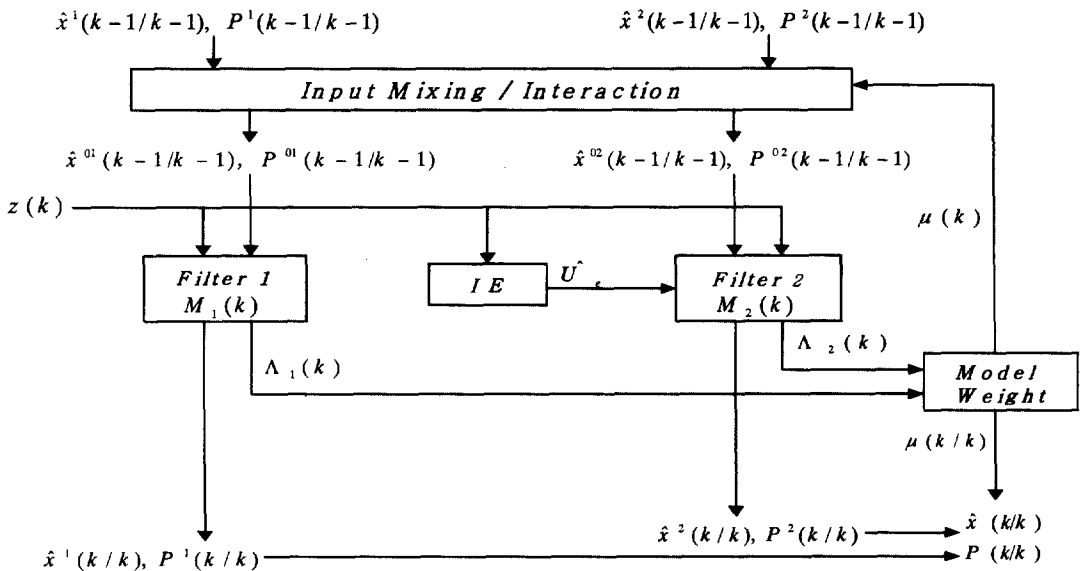 x̂¹(k−1/k−1), P¹(k−1/k−1)
x̂²(k−1/k−1), P²(k−1/k−1)
Input Mixing / Interaction
x̂⁰¹(k−1/k−1), P⁰¹(k−1/k−1)
x̂⁰²(k−1/k−1), P⁰²(k−1/k−1)
z(k)
μ(k)
Filter 1
M₁(k)
IE
Û_e
Filter 2
M₂(k)
Λ₁(k)
Λ₂(k)
Model
Weight
μ(k/k)
x̂¹(k/k), P¹(k/k)
x̂²(k/k), P²(k/k)
x̂(k/k)
P(k/k)